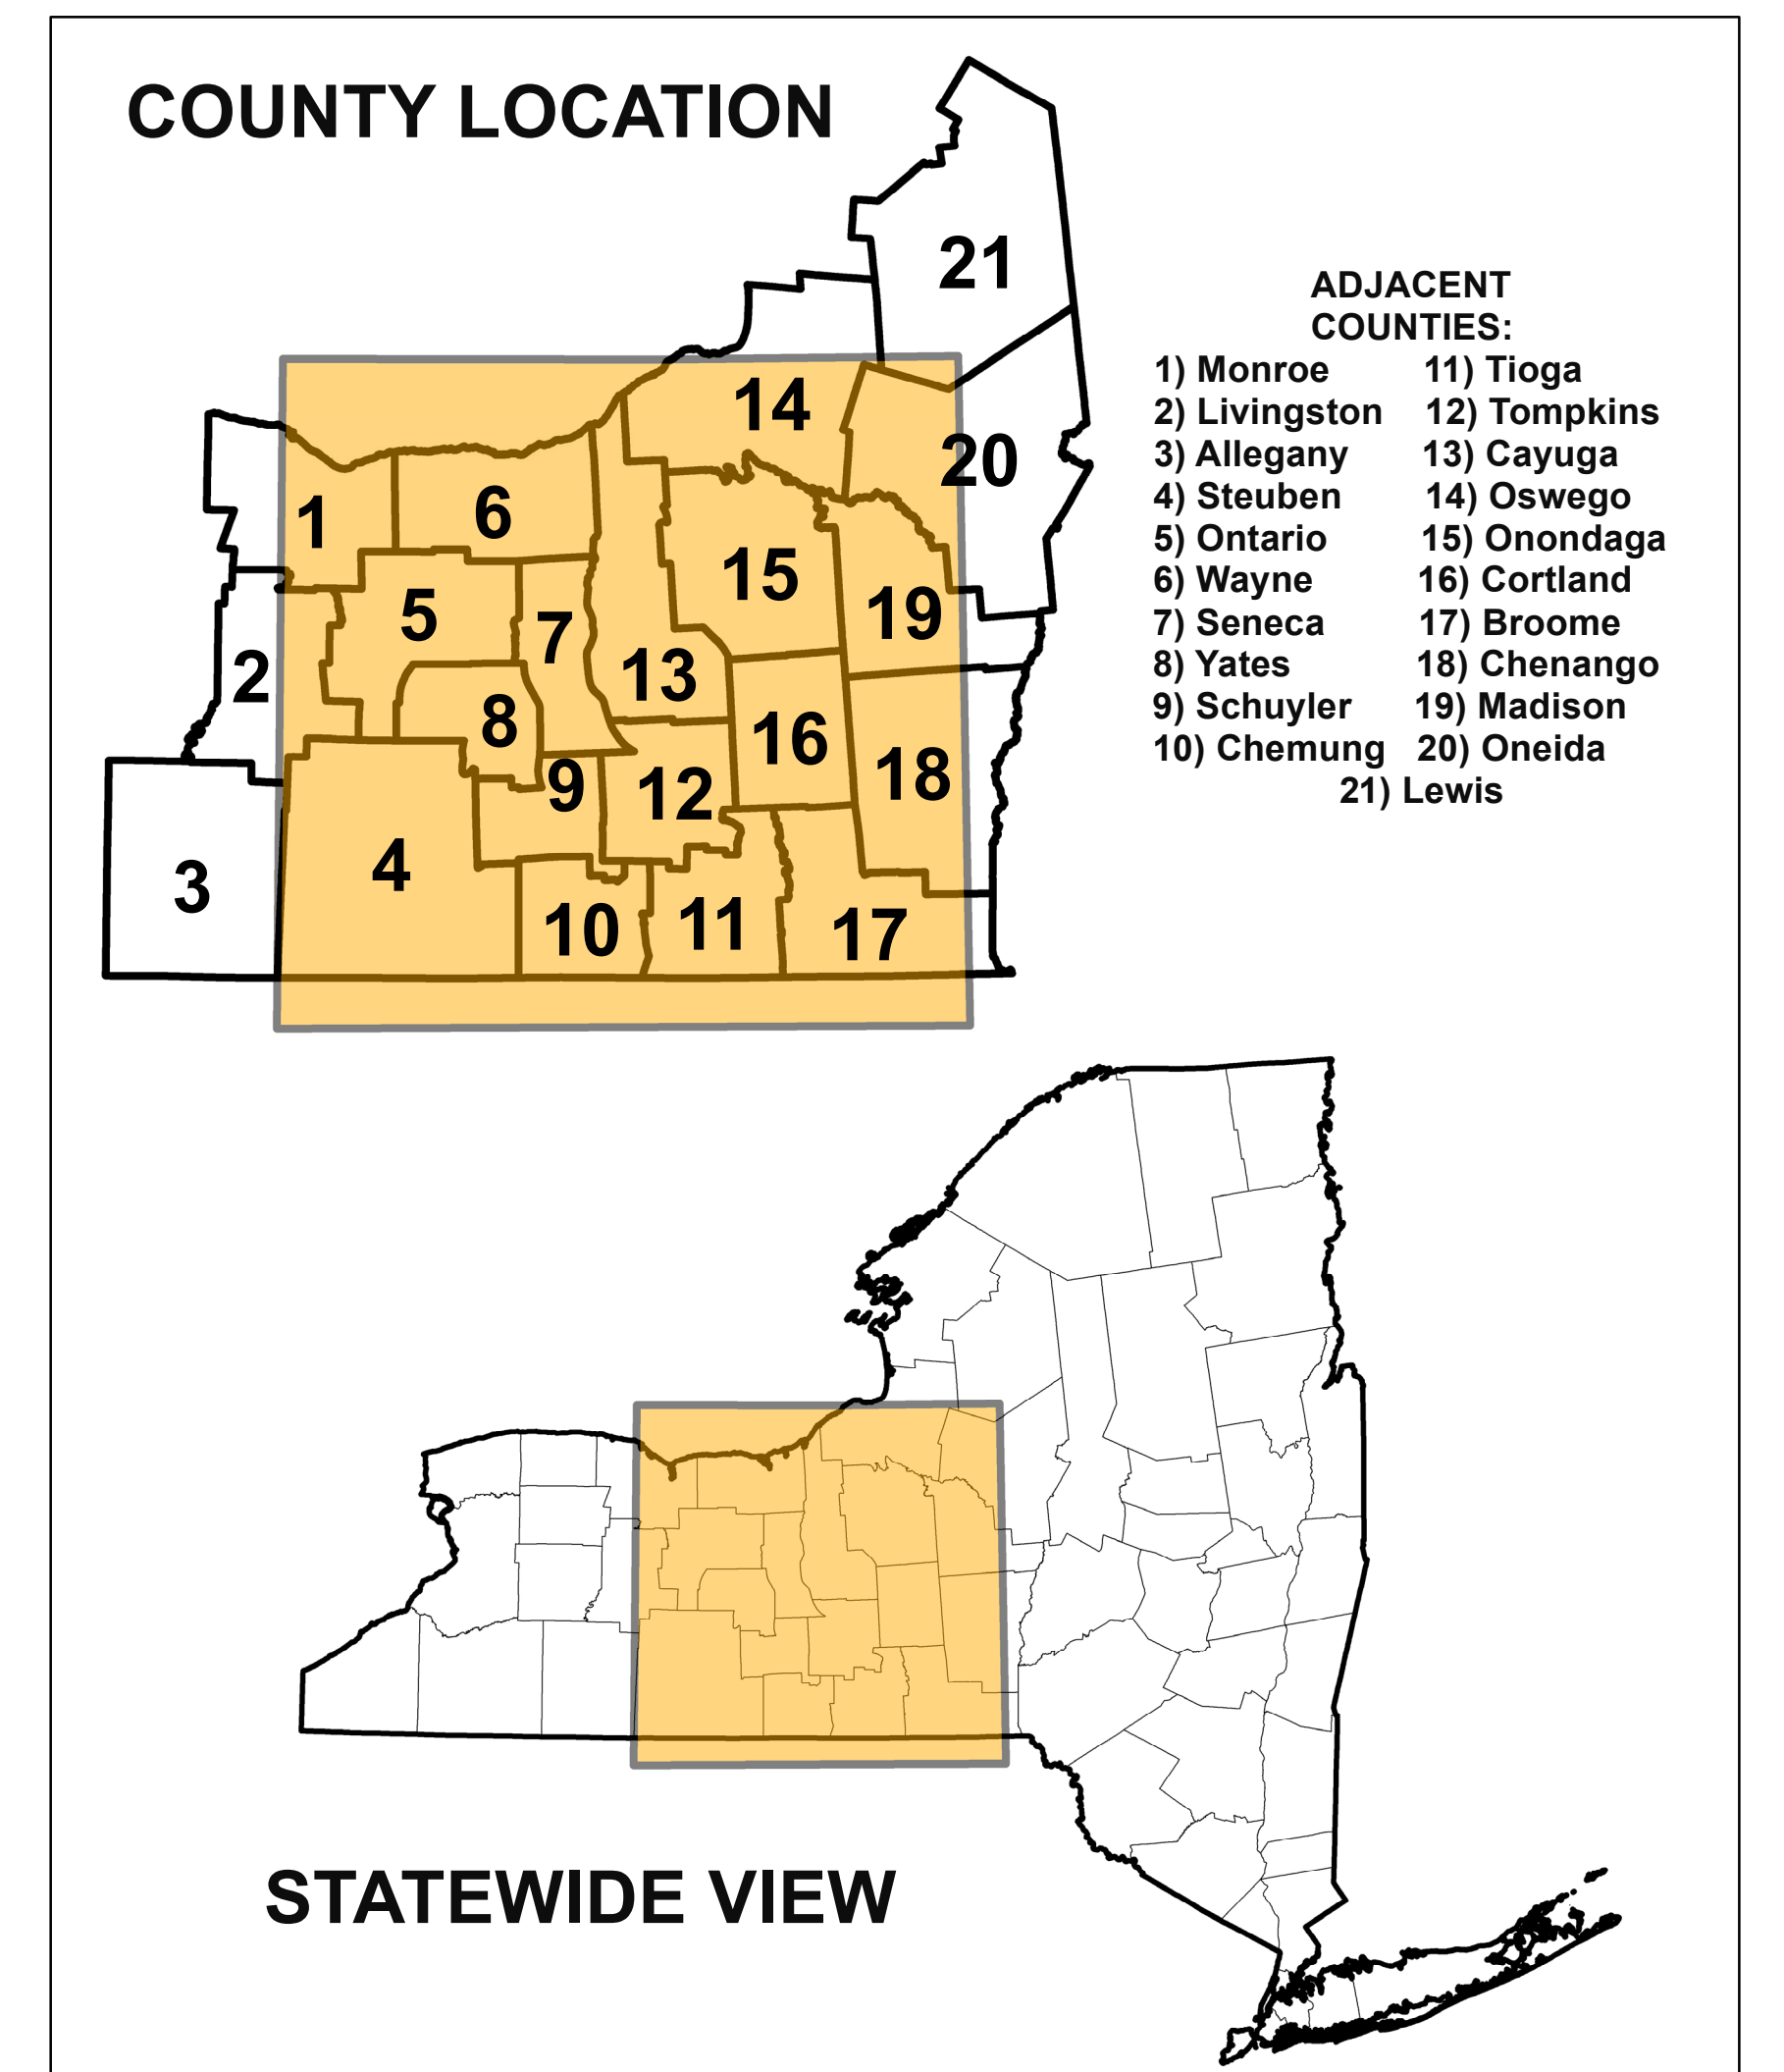 COUNTY LOCATION
21
14
20
1
6
15
5
19
7
2
13
8
16
9
12
18
4
3
10
11
17
ADJACENT
COUNTIES:
1) Monroe 11) Tioga
2) Livingston 12) Tompkins
3) Allegany 13) Cayuga
4) Steuben 14) Oswego
5) Ontario 15) Onondaga
6) Wayne 16) Cortland
7) Seneca 17) Broome
8) Yates 18) Chenango
9) Schuyler 19) Madison
10) Chemung 20) Oneida
21) Lewis
STATEWIDE VIEW